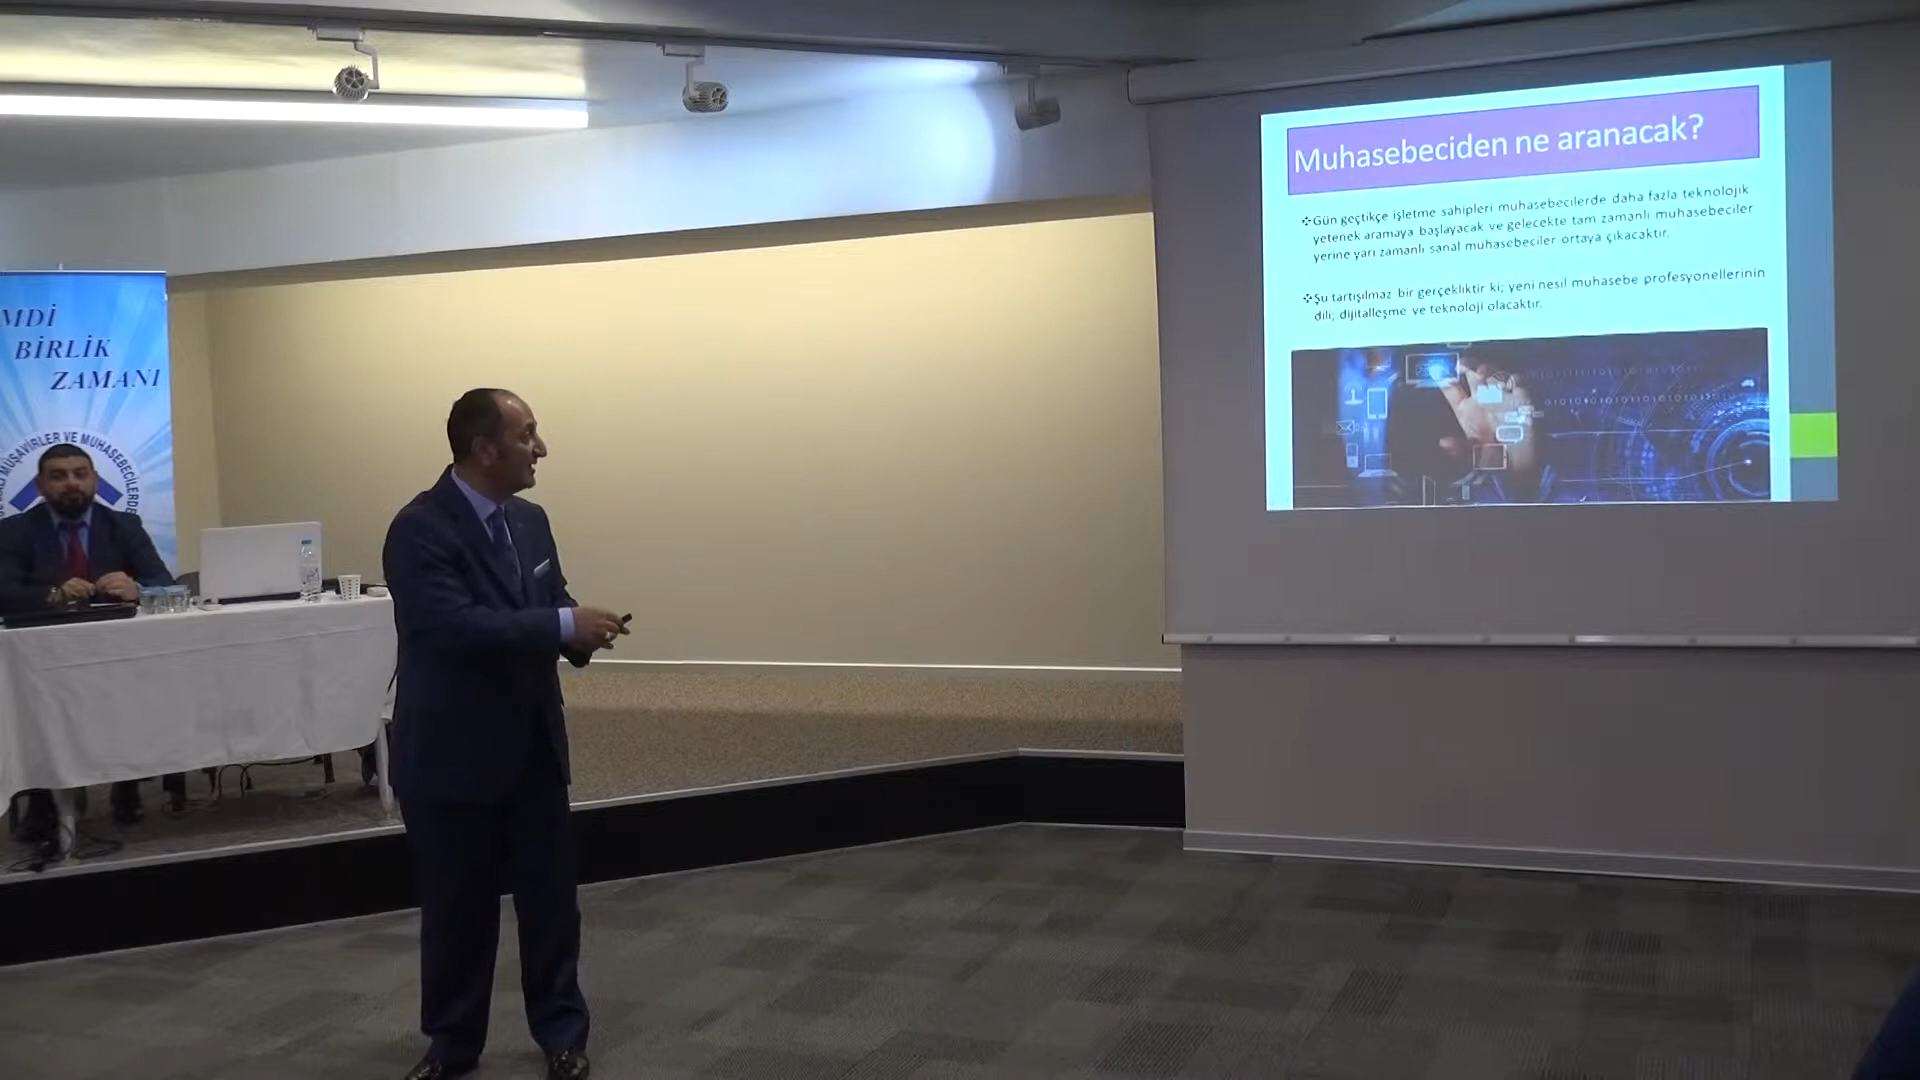 MDİ
BİRLİK
ZAMANI
MÜŞAVİRLER VE MUHASEBECİLER
Muhasebeciden ne aranacak?
❖Gün geçtikçe işletme sahipleri muhasebecilerde daha fazla teknolojik
yetenek aramaya başlayacak ve gelecekte tam zamanlı muhasebeciler
yerine yarı zamanlı sanal muhasebeciler ortaya çıkacaktır.
❖Şu tartışılmaz bir gerçekliktir ki; yeni nesil muhasebe profesyonellerinin
dili; dijitalleşme ve teknoloji olacaktır.